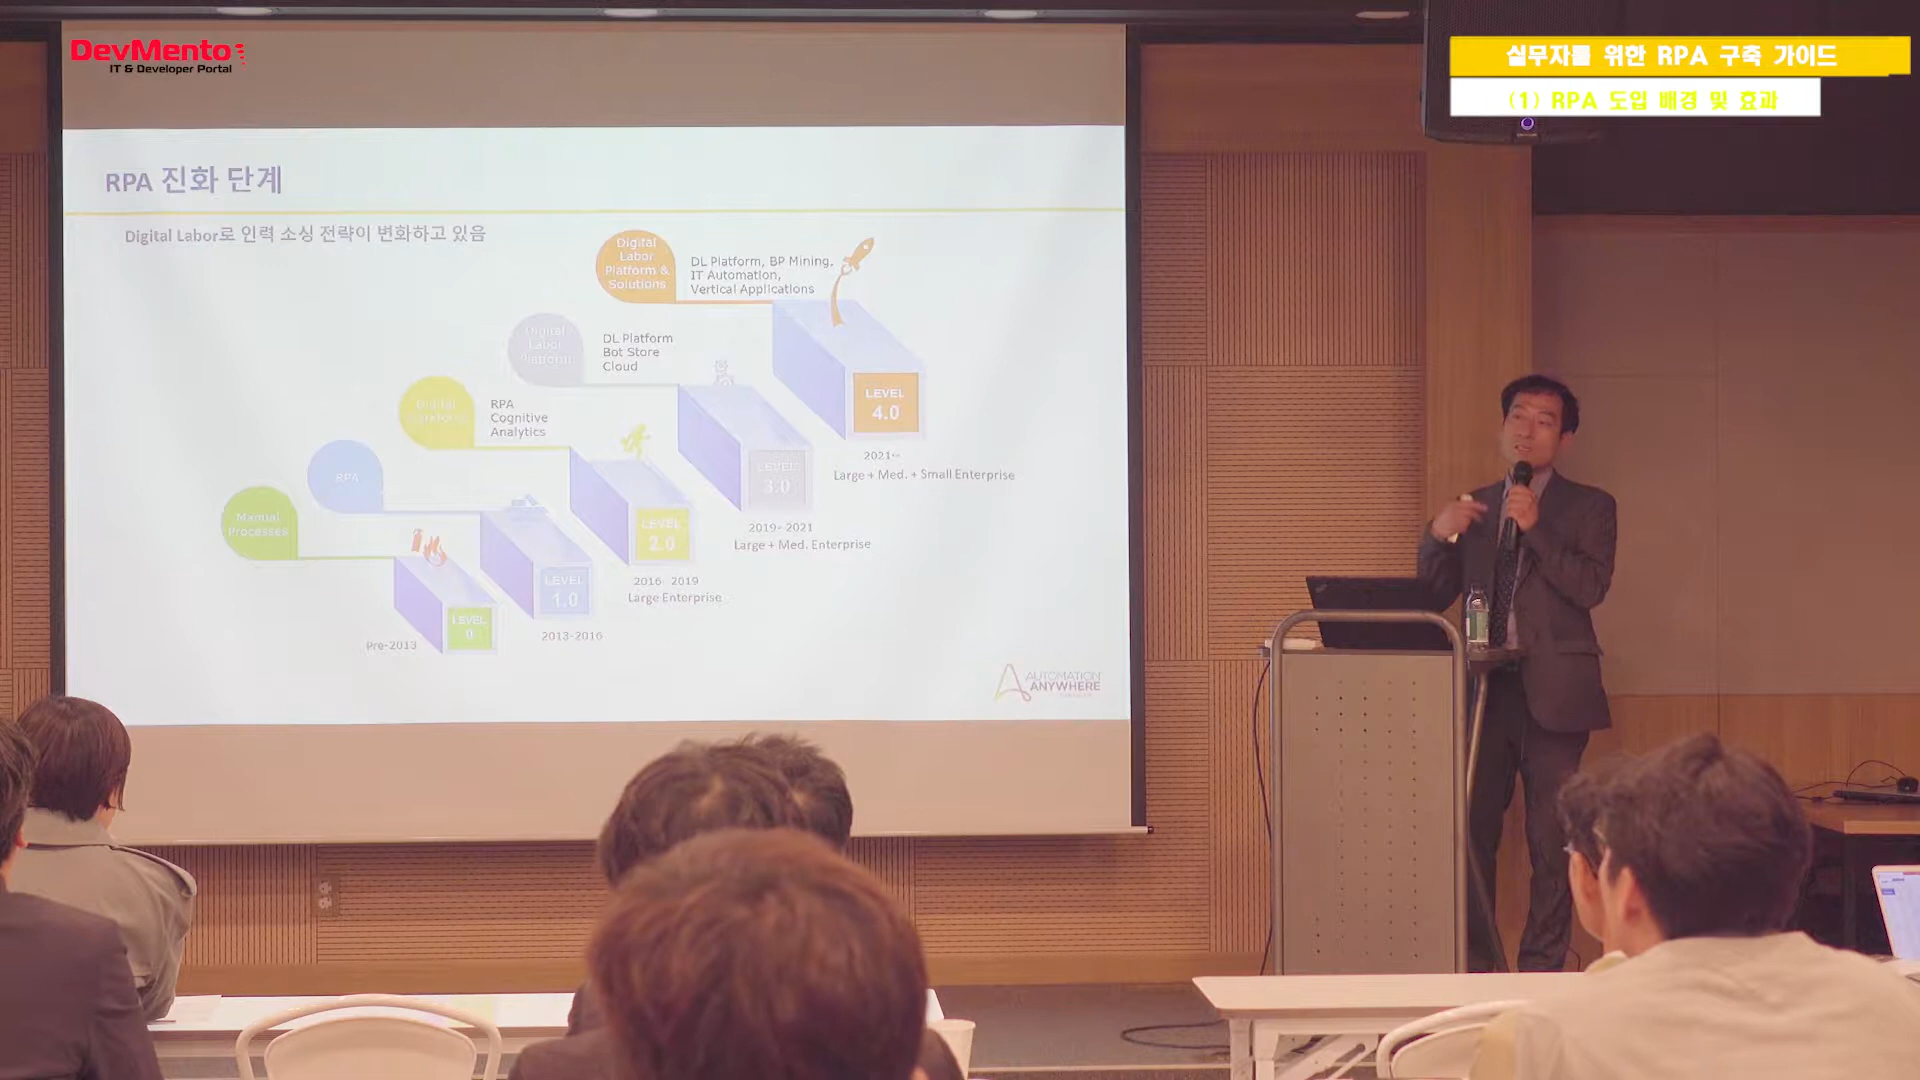 DevMento
IT & Developer Portal
실무자를 위한 RPA 구축 가이드
(1) RPA 도입 배경 및 효과
RPA 진화 단계
Digital Labor로 인력 소싱 전략이 변화하고 있음
Digital
Labor
Platform &
Solutions
DL Platform, BP Mining,
IT Automation,
Vertical Applications
LEVEL
4.0
2021~
Large + Med. + Small Enterprise
Digital
Labor
Platform
DL Platform
Bot Store
Cloud
LEVEL
3.0
2019~2021
Large + Med. Enterprise
Digital
RPA
Cognitive
Analytics
LEVEL
2.0
2016 2019
Large Enterprise
RPA
LEVEL
1.0
2013-2016
Manual
Processes
LEVEL
0
Pre-2013
AUTOMATION
ANYWHERE